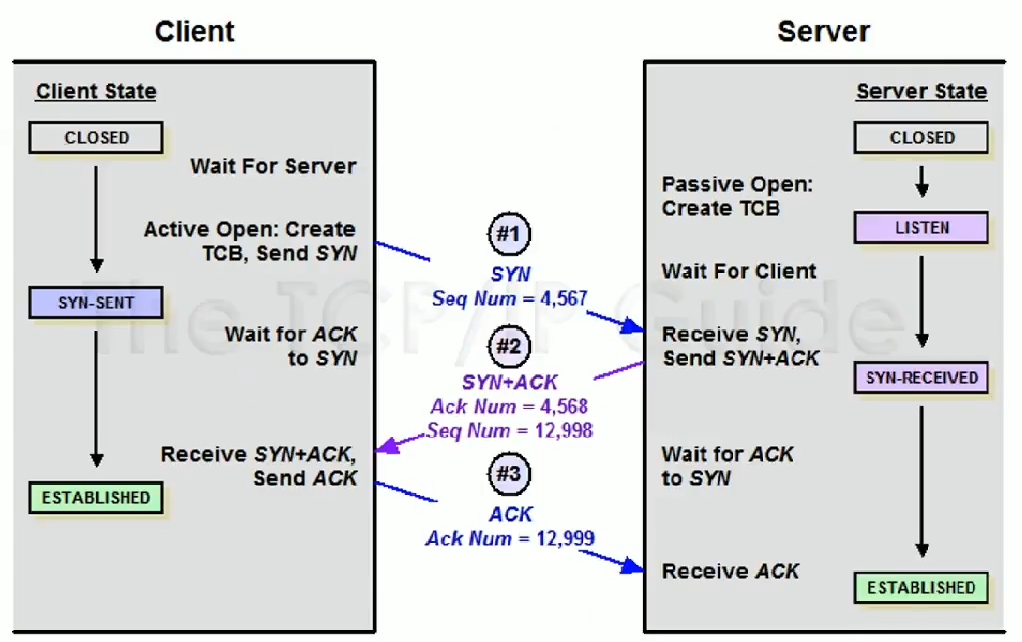 Client
Server
Client State
CLOSED
Wait For Server
Active Open: Create
TCB, Send SYN
SYN-SENT
Wait for ACK
to SYN
Receive SYN+ACK,
Send ACK
ESTABLISHED
#1
SYN
Seq Num = 4,567
#2
SYN+ACK
Ack Num = 4,568
Seq Num = 12,998
#3
ACK
Ack Num = 12,999
Server State
CLOSED
Passive Open:
Create TCB
LISTEN
Wait For Client
Receive SYN,
Send SYN+ACK
SYN-RECEIVED
Wait for ACK
to SYN
Receive ACK
ESTABLISHED
The TCP/IP Guide